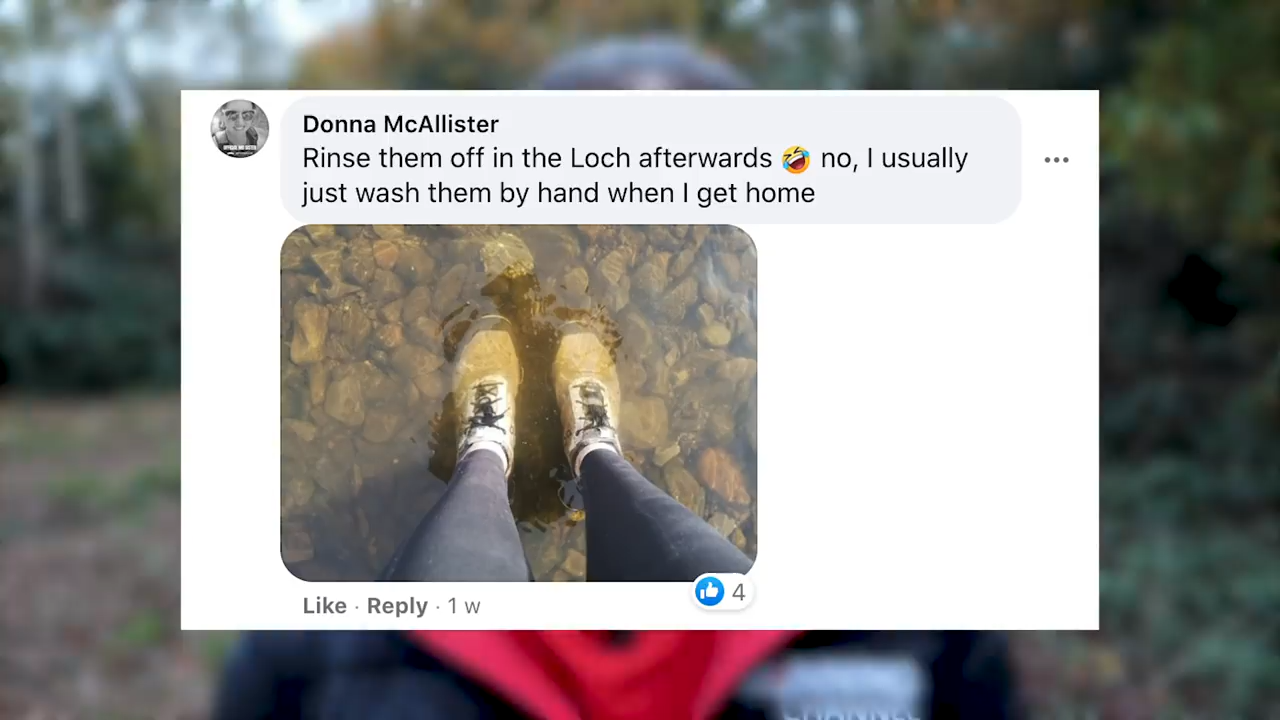 Donna McAllister
Rinse them off in the Loch afterwards 🤣 no, I usually
just wash them by hand when I get home
Like · Reply · 1 w
4
CHANNEL